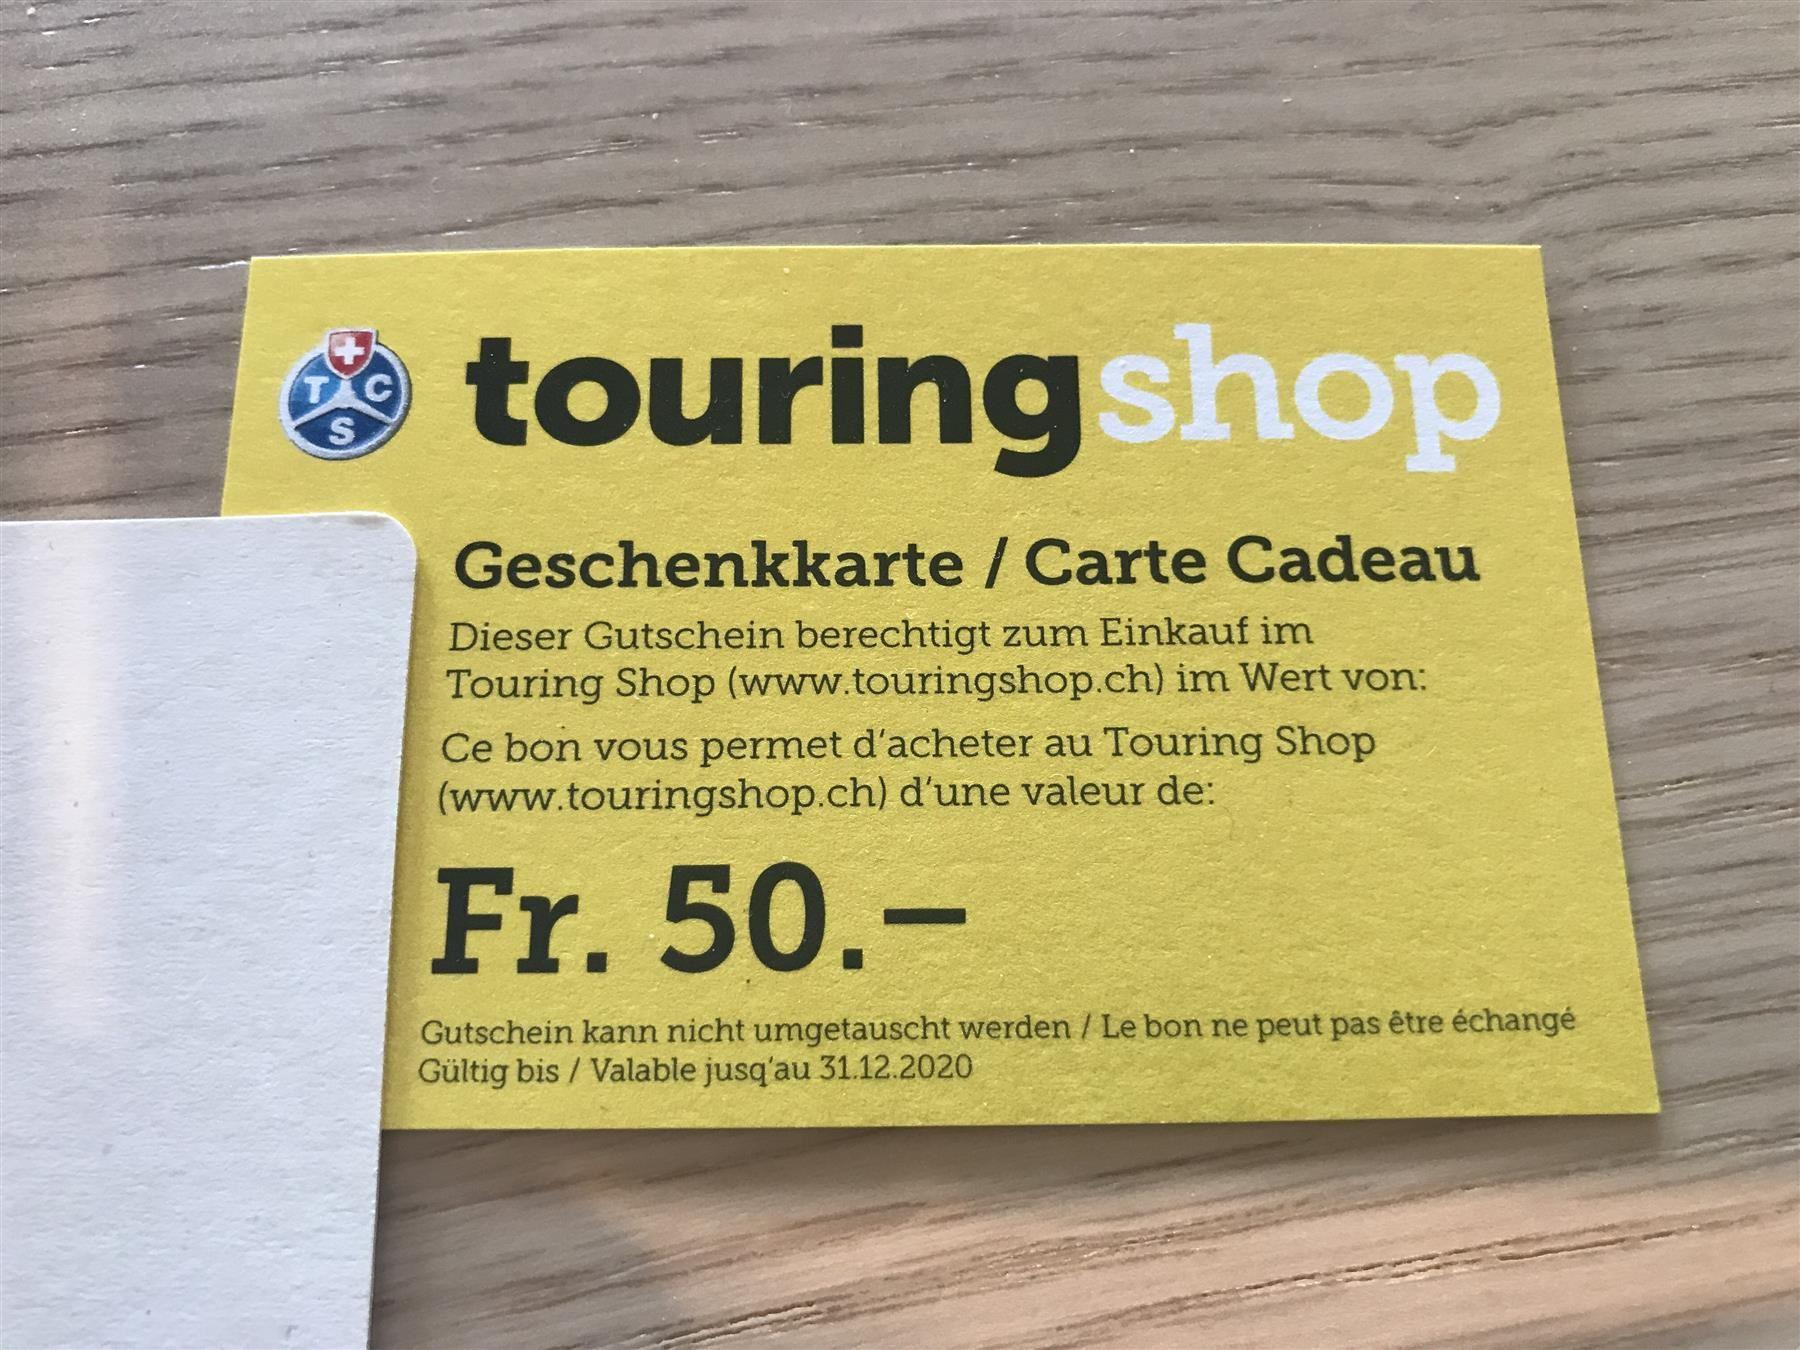 TCS touringshop
Geschenkkarte / Carte Cadeau
Dieser Gutschein berechtigt zum Einkauf im
Touring Shop (www.touringshop.ch) im Wert von:
Ce bon vous permet d'acheter au Touring Shop
(www.touringshop.ch) d'une valeur de:
Fr. 50.–
Gutschein kann nicht umgetauscht werden / Le bon ne peut pas être échangé
Gültig bis / Valable jusq'au 31.12.2020